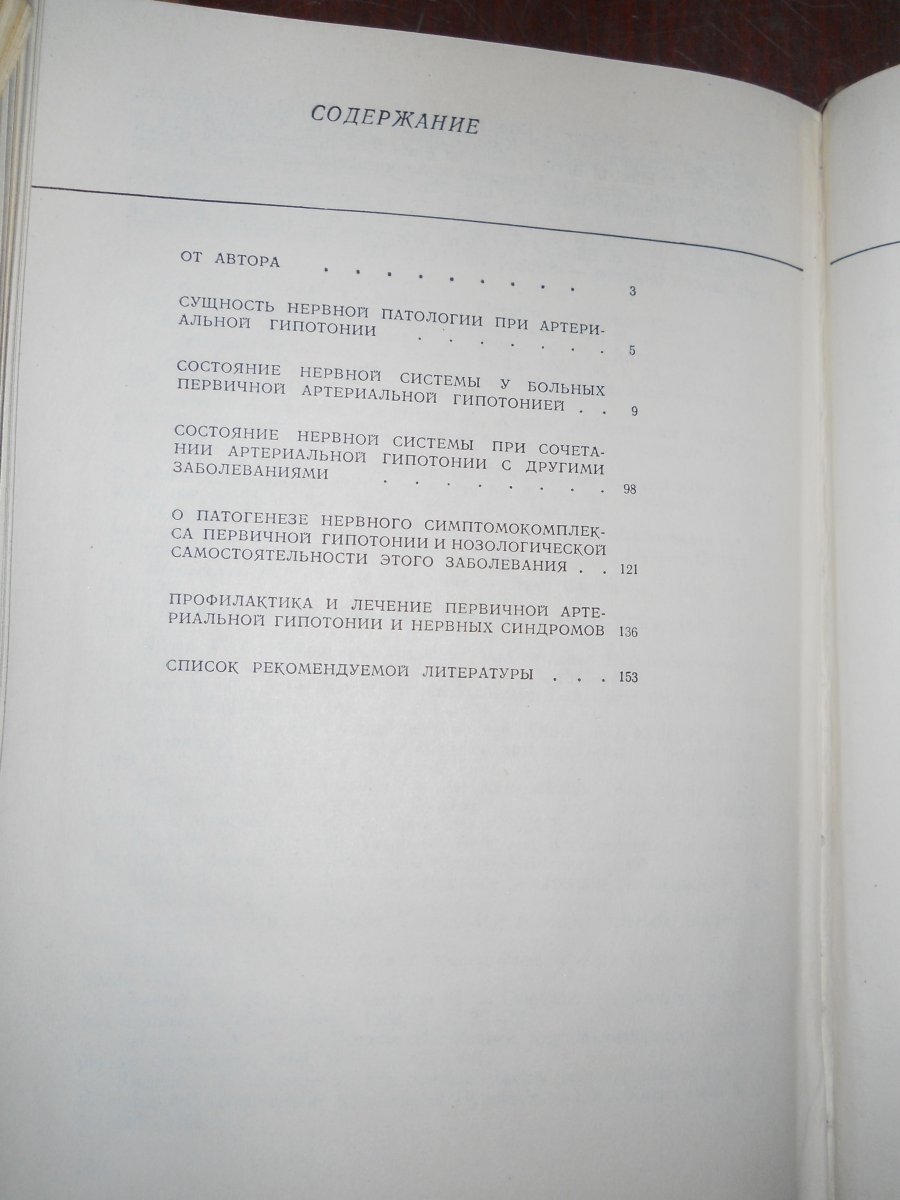 СОДЕРЖАНИЕ
ОТ АВТОРА . . . . . . . . . 3
СУЩНОСТЬ НЕРВНОЙ ПАТОЛОГИИ ПРИ АРТЕРИ-
АЛЬНОЙ ГИПОТОНИИ . . . . . . . 5
СОСТОЯНИЕ НЕРВНОЙ СИСТЕМЫ У БОЛЬНЫХ
ПЕРВИЧНОЙ АРТЕРИАЛЬНОЙ ГИПОТОНИЕЙ . . 9
СОСТОЯНИЕ НЕРВНОЙ СИСТЕМЫ ПРИ СОЧЕТА-
НИИ АРТЕРИАЛЬНОЙ ГИПОТОНИИ С ДРУГИМИ
ЗАБОЛЕВАНИЯМИ . . . . . . . . 98
О ПАТОГЕНЕЗЕ НЕРВНОГО СИМПТОМОКОМПЛЕК-
СА ПЕРВИЧНОЙ ГИПОТОНИИ И НОЗОЛОГИЧЕСКОЙ
САМОСТОЯТЕЛЬНОСТИ ЭТОГО ЗАБОЛЕВАНИЯ . . 121
ПРОФИЛАКТИКА И ЛЕЧЕНИЕ ПЕРВИЧНОЙ АРТЕ-
РИАЛЬНОЙ ГИПОТОНИИ И НЕРВНЫХ СИНДРОМОВ 136
СПИСОК РЕКОМЕНДУЕМОЙ ЛИТЕРАТУРЫ . . . 153